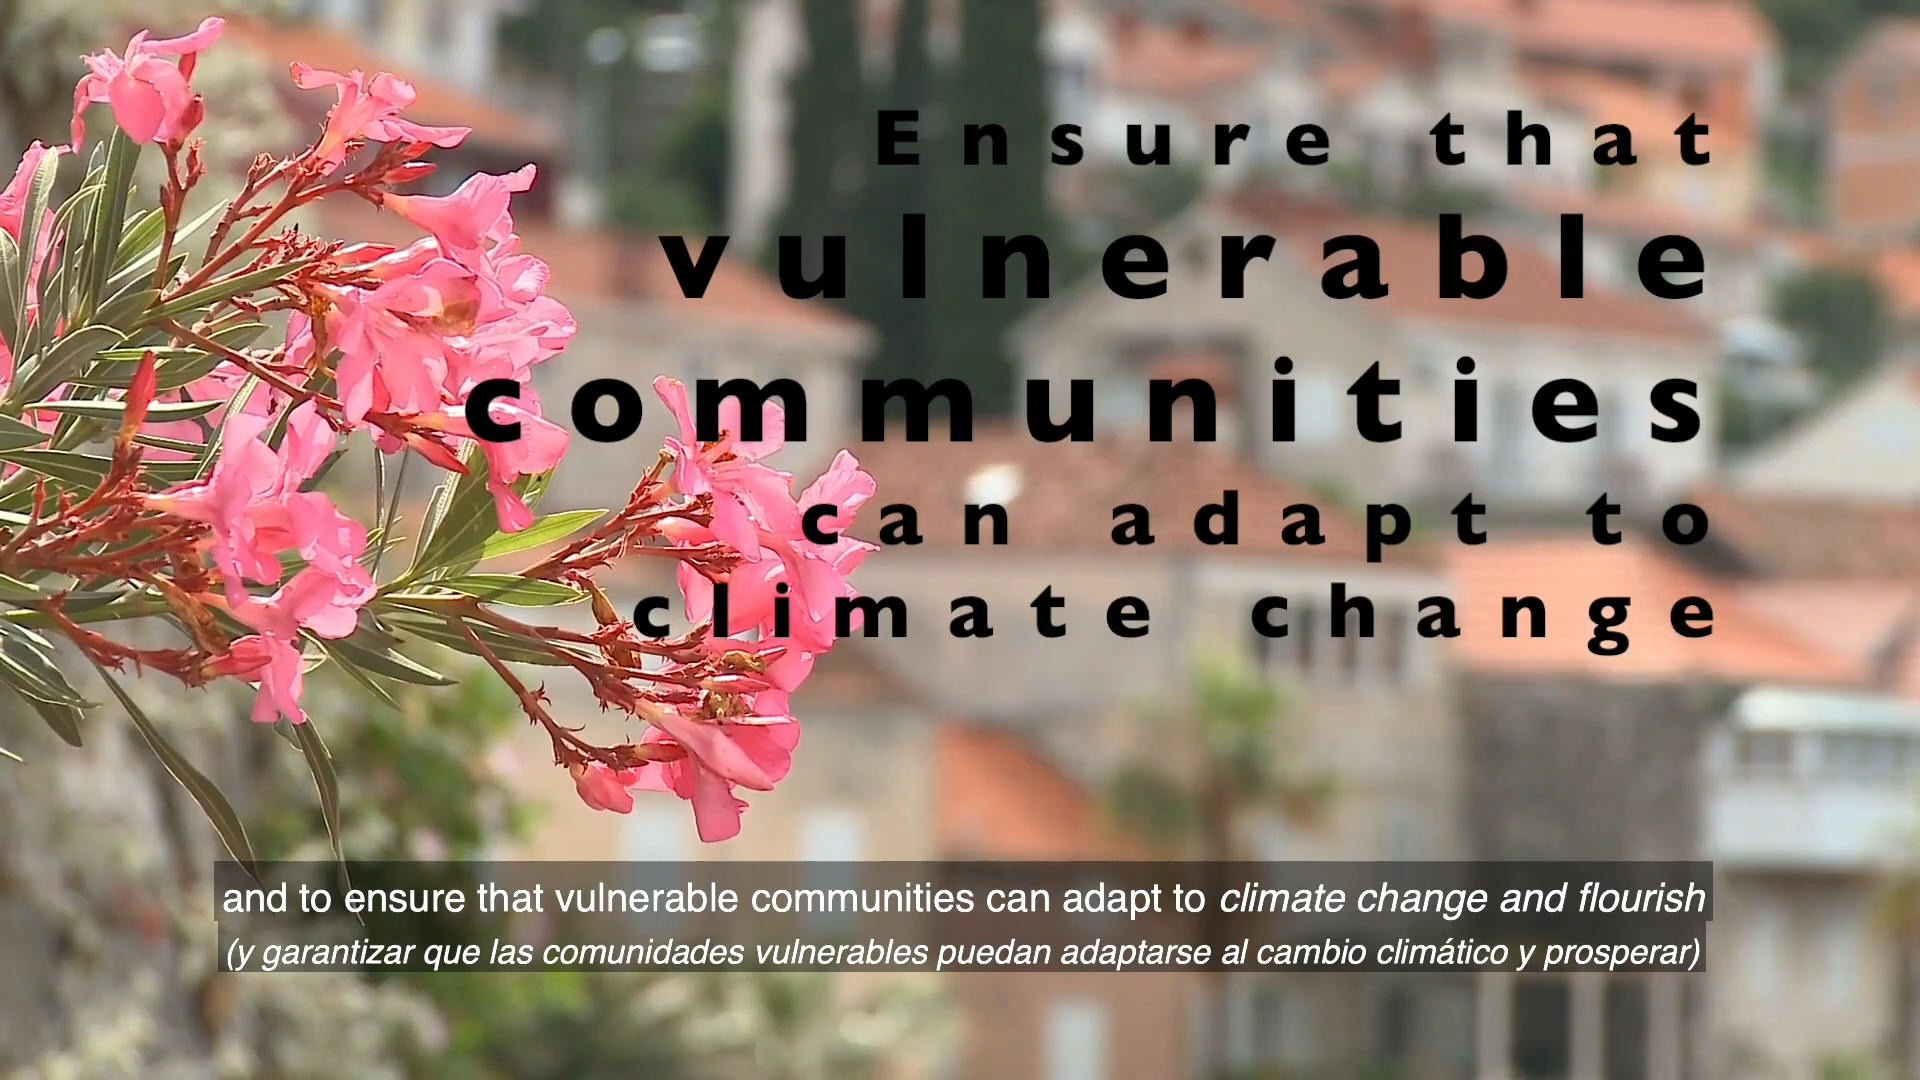 Ensure that
vulnerable
communities
can adapt to
climate change
and to ensure that vulnerable communities can adapt to climate change and flourish
(y garantizar que las comunidades vulnerables puedan adaptarse al cambio climático y prosperar)